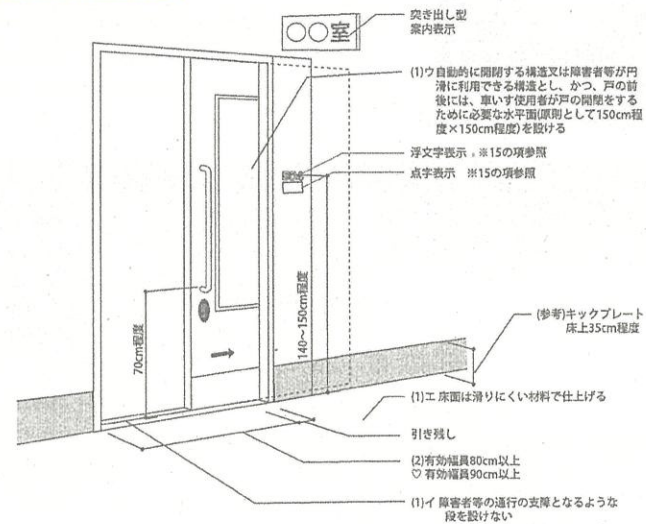 突き出し型
案内表示
○○室
(1)ウ自動的に開閉する構造又は障害者等が円
滑に利用できる構造とし、かつ、戸の前
後には、車いす使用者が戸の開閉をする
ために必要な水平面(原則として150cm程
度×150cm程度)を設ける
浮文字表示 。※15の項参照
点字表示 ※15の項参照
140～150cm程度
70cm程度
(参考)キックプレート
床上35cm程度
(1)エ 床面は滑りにくい材料で仕上げる
引き残し
(2)有効幅員80cm以上
♡ 有効幅員90cm以上
(1)イ 障害者等の通行の支障となるような
段を設けない